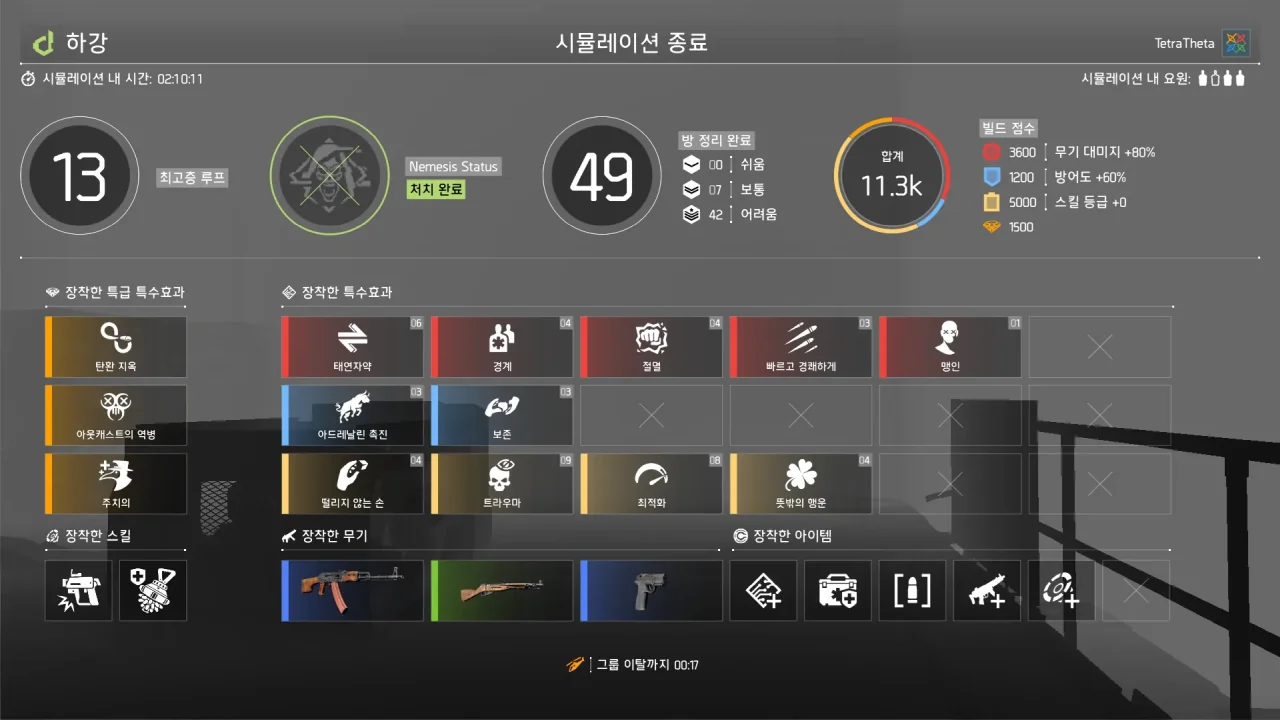 하강
시뮬레이션 종료
TetraTheta
시뮬레이션 내 시간: 02:10:11
시뮬레이션 내 요원:
13
최고층 루프
Nemesis Status
처치 완료
49
방 정리 완료
00 쉬움
07 보통
42 어려움
합계
11.3k
빌드 점수
3600 무기 대미지 +80%
1200 방어도 +60%
5000 스킬 등급 +0
1500
장착한 특급 특수효과
탄환 지옥
아웃캐스트의 역병
주치의
장착한 특수효과
06 04 04 03 01
태연자약 경계 절멸 빠르고 경쾌하게 맹인
03 03
아드레날린 촉진 보존
04 09 08 04
떨리지 않는 손 트라우마 최적화 뜻밖의 행운
장착한 스킬
장착한 무기
장착한 아이템
그룹 이탈까지 00:17